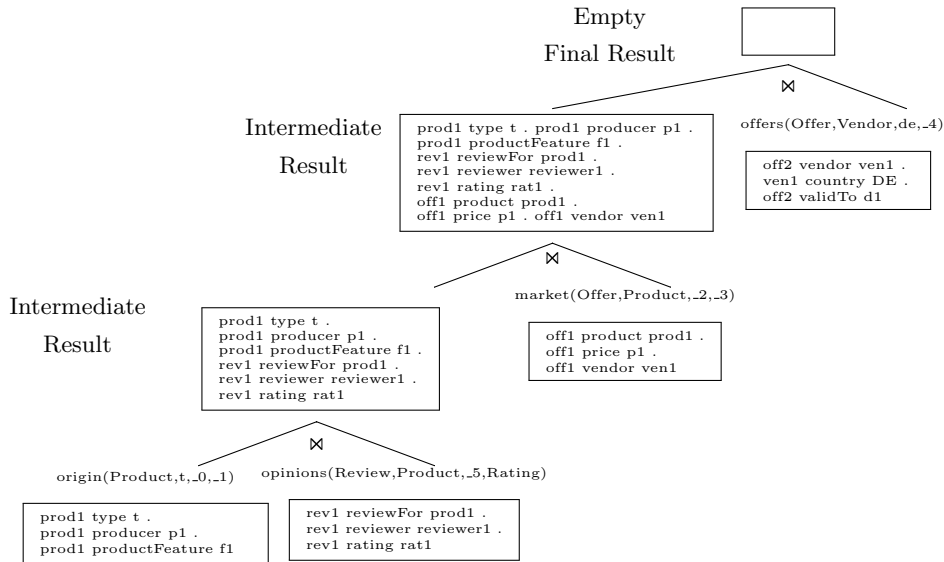 Empty
Final Result
⋈
Intermediate
Result
prod1 type t . prod1 producer p1 .
prod1 productFeature f1 .
rev1 reviewFor prod1 .
rev1 reviewer reviewer1 .
rev1 rating rat1 .
off1 product prod1 .
off1 price p1 . off1 vendor ven1
offers(Offer,Vendor,de,_4)
off2 vendor ven1 .
ven1 country DE .
off2 validTo d1
⋈
Intermediate
Result
prod1 type t .
prod1 producer p1 .
prod1 productFeature f1 .
rev1 reviewFor prod1 .
rev1 reviewer reviewer1 .
rev1 rating rat1
market(Offer,Product,_2,_3)
off1 product prod1 .
off1 price p1 .
off1 vendor ven1
⋈
origin(Product,t,_0,_1)
prod1 type t .
prod1 producer p1 .
prod1 productFeature f1
opinions(Review,Product,_5,Rating)
rev1 reviewFor prod1 .
rev1 reviewer reviewer1 .
rev1 rating rat1